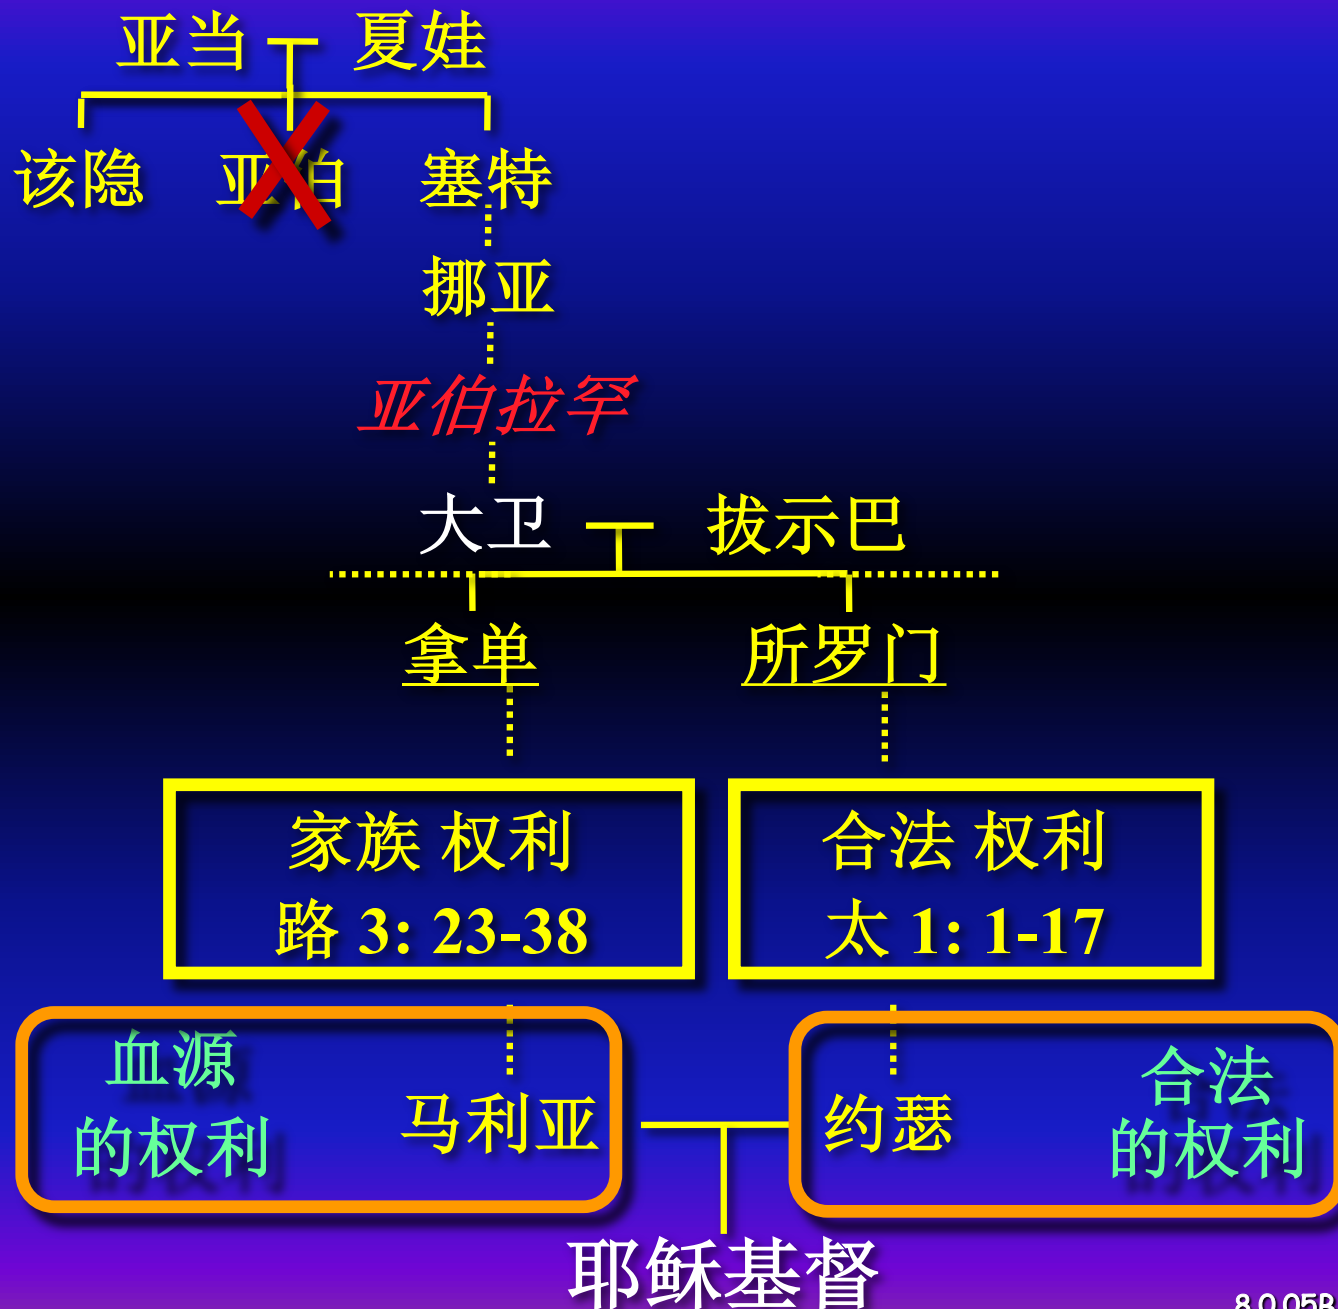 亚当 夏娃
该隐 亚伯 塞特
挪亚
亚伯拉罕
大卫 拔示巴
拿单 所罗门
家族 权利
路 3: 23-38
合法 权利
太 1: 1-17
血源
的权利
马利亚 约瑟
合法
的权利
耶稣基督